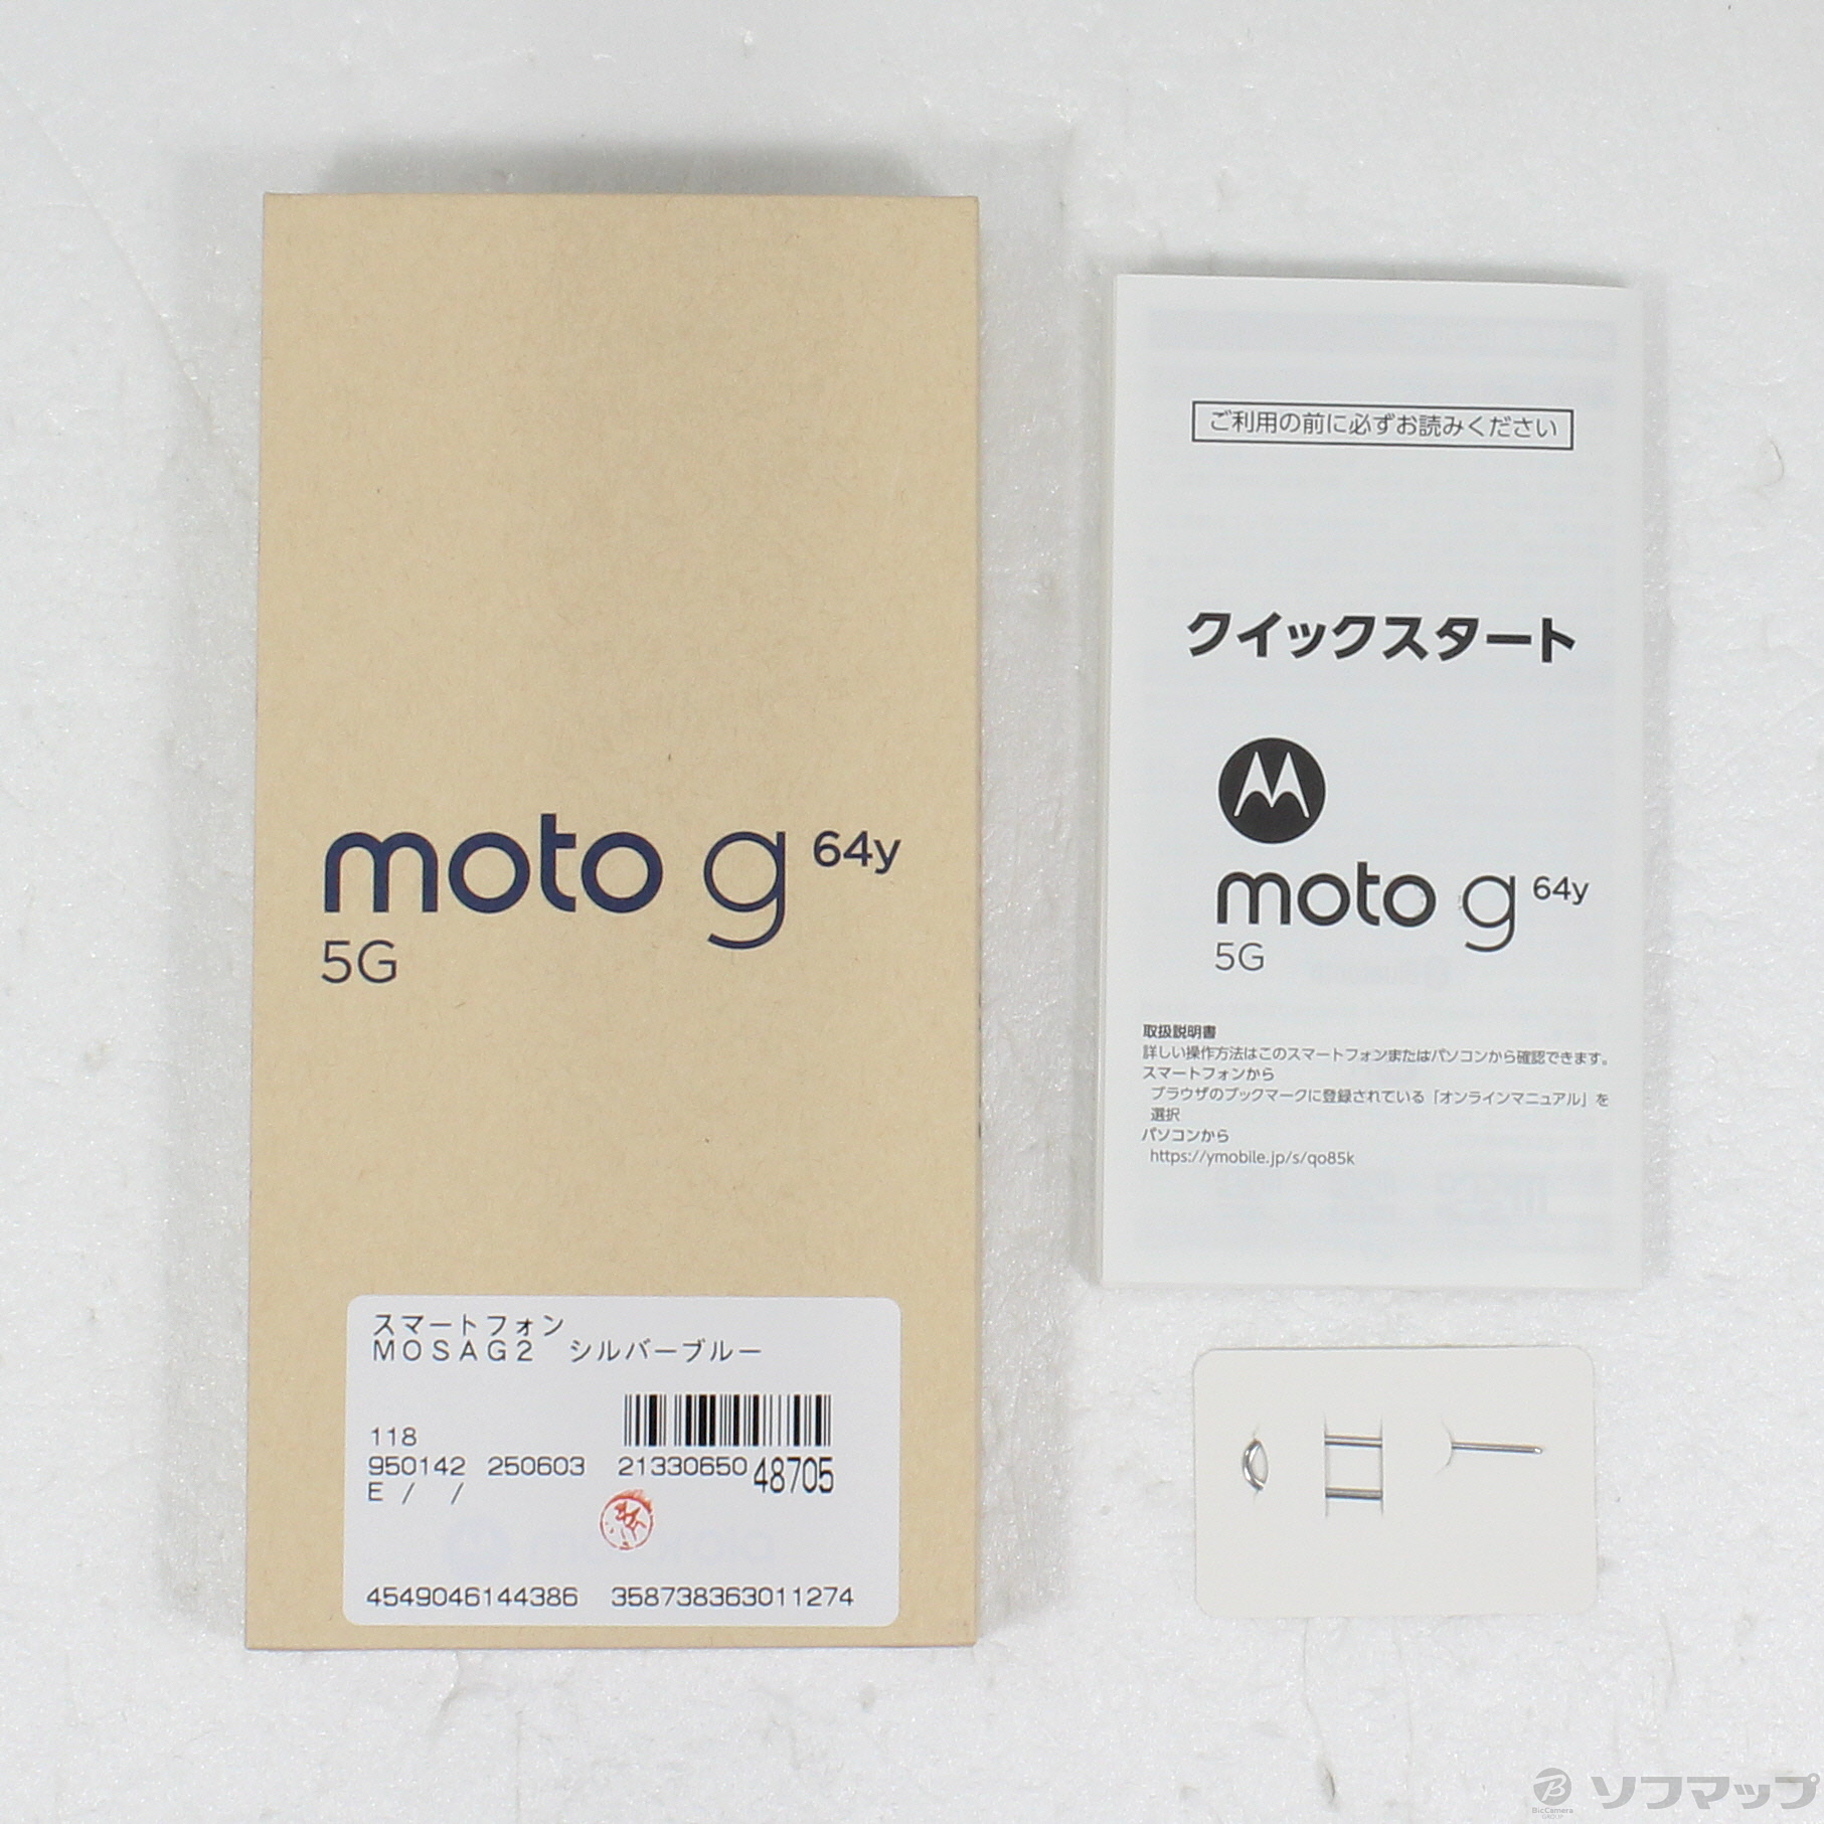 moto g 64y
5G
スマートフォン
MOSAG2 シルバーブルー
118
950142 250603 2133065048705
E / /
4549046144386 358738363011274
ご利用の前に必ずお読みください
クイックスタート
moto g 64y
5G
取扱説明書
詳しい操作方法はこのスマートフォンまたはパソコンから確認できます。
スマートフォンから
ブラウザのブックマークに登録されている「オンラインマニュアル」を
選択
パソコンから
https://ymobile.jp/s/qo85k
B
BicCamera
GROUP
ソフマップ